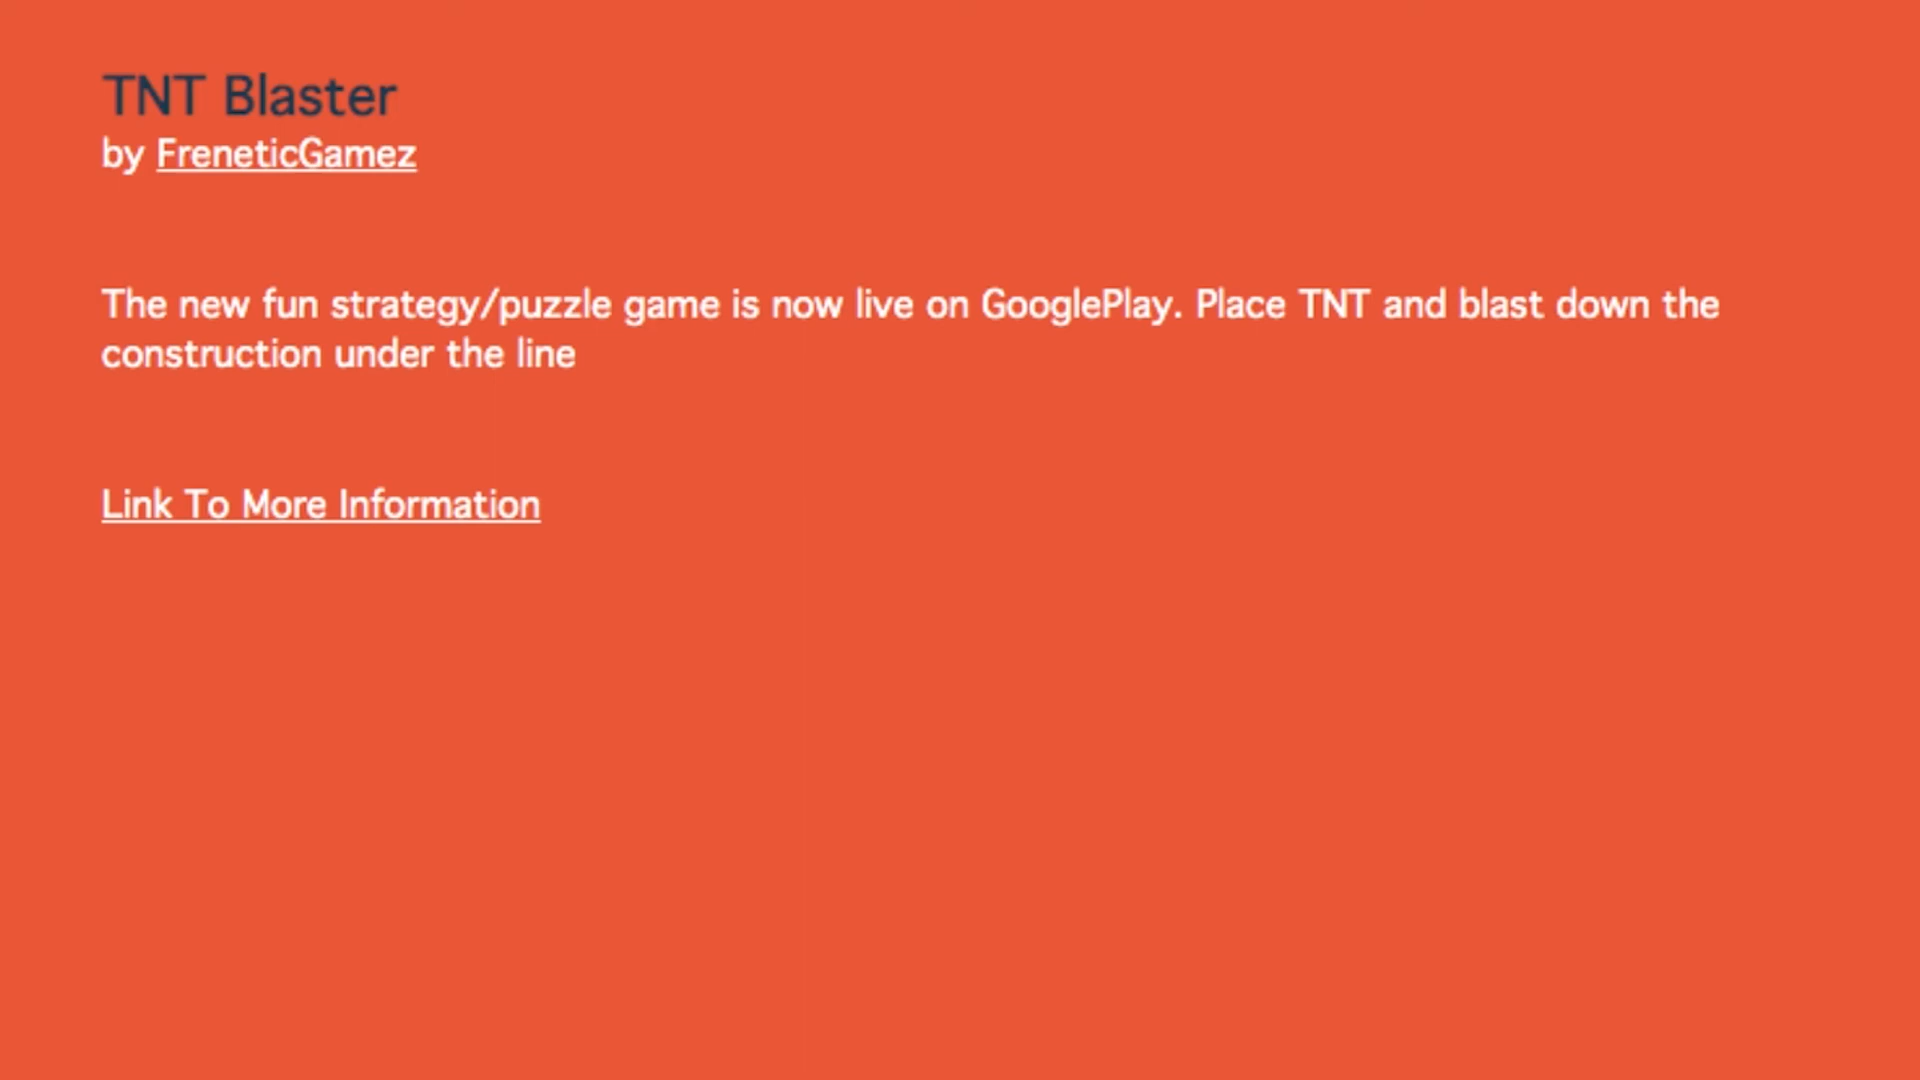 TNT Blaster
by FreneticGamez
The new fun strategy/puzzle game is now live on GooglePlay. Place TNT and blast down the
construction under the line
Link To More Information